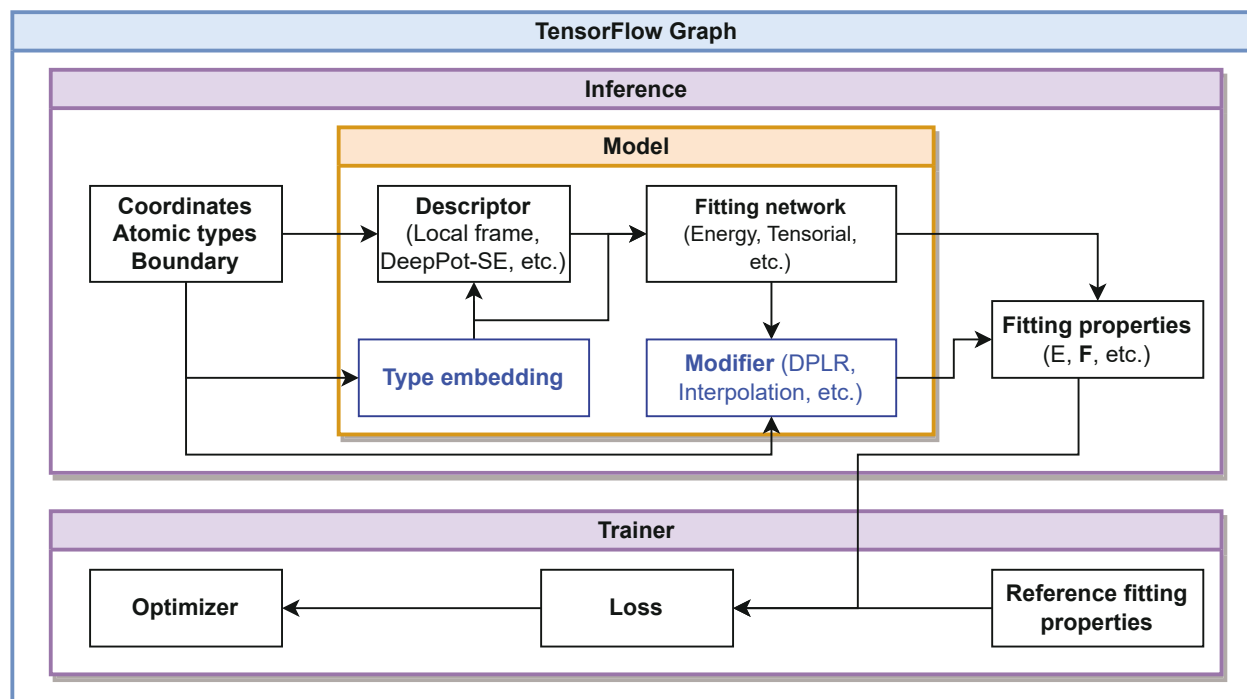 TensorFlow Graph
Inference
Model
Coordinates
Atomic types
Boundary
Descriptor
(Local frame,
DeepPot-SE, etc.)
Fitting network
(Energy, Tensorial,
etc.)
Type embedding
Modifier (DPLR,
Interpolation, etc.)
Fitting properties
(E, F, etc.)
Trainer
Optimizer
Loss
Reference fitting
properties